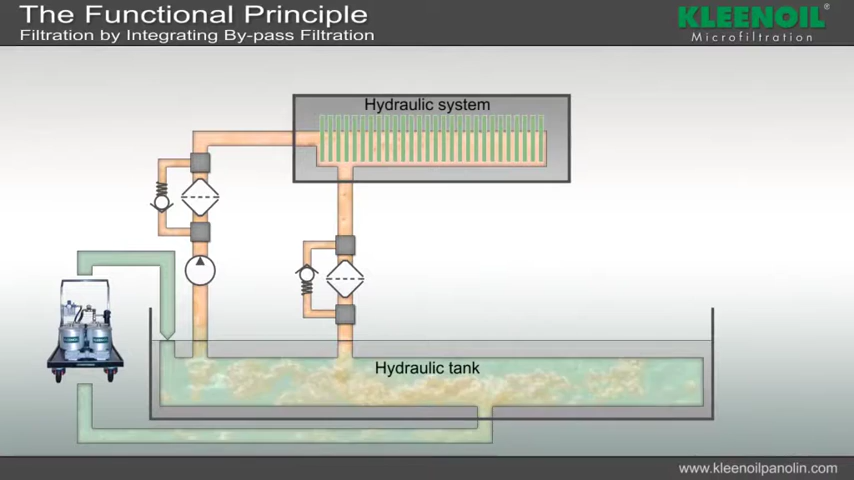 The Functional Principle
Filtration by Integrating By-pass Filtration
KLEENOIL®
Microfiltration
Hydraulic system
Hydraulic tank
www.kleenoilpanolin.com